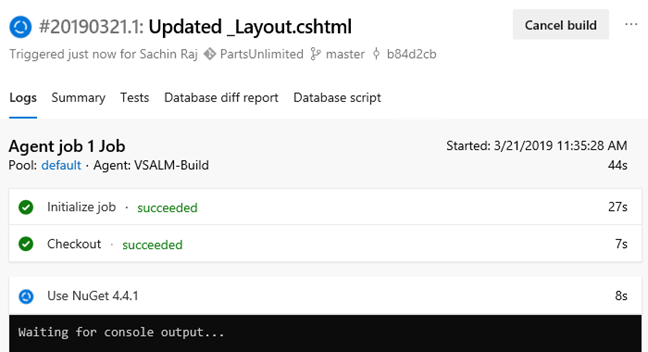 #20190321.1: Updated _Layout.cshtml
Cancel build
...
Triggered just now for Sachin Raj PartsUnlimited master b84d2cb
Logs Summary Tests Database diff report Database script
Agent job 1 Job
Started: 3/21/2019 11:35:28 AM
Pool: default · Agent: VSALM-Build
44s
Initialize job · succeeded
27s
Checkout · succeeded
7s
Use NuGet 4.4.1
8s
Waiting for console output...